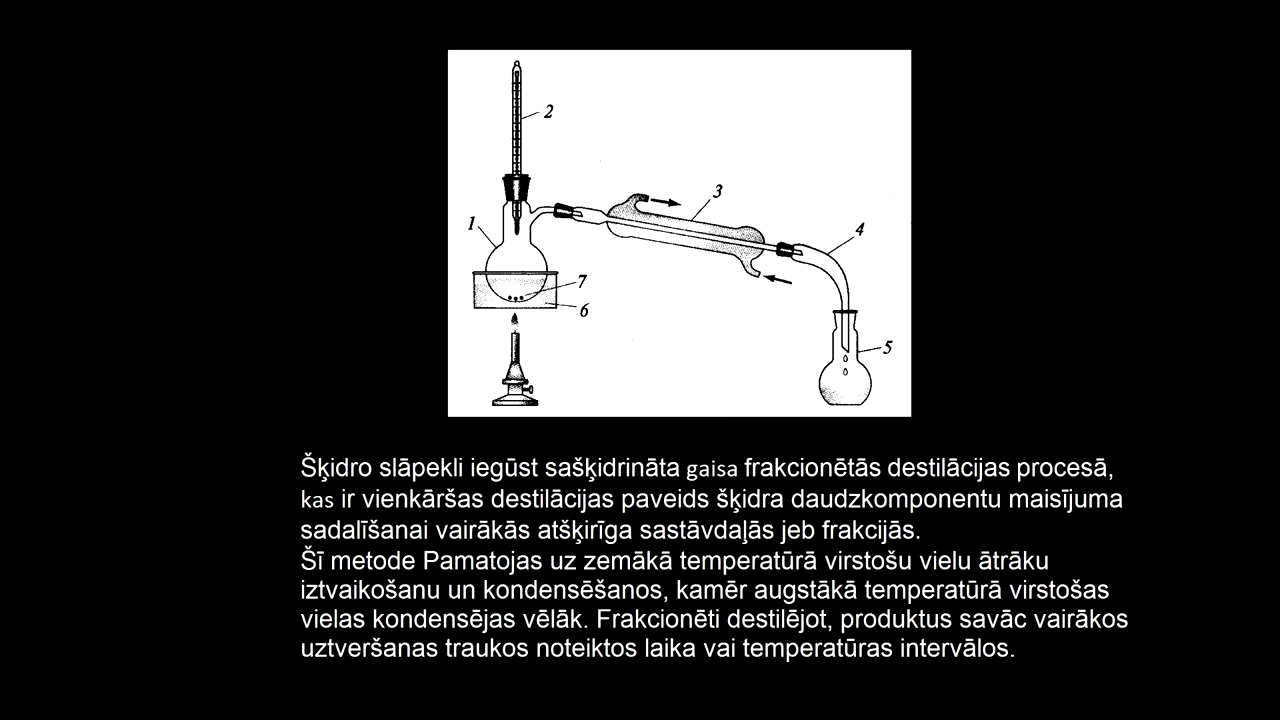 2
3
1
4
7
6
5
Šķidro slāpekli iegūst sašķidrināta gaisa frakcionētās destilācijas procesā,
kas ir vienkāršas destilācijas paveids šķidra daudzkomponentu maisījuma
sadalīšanai vairākās atšķirīga sastāvdaļās jeb frakcijās.
Šī metode Pamatojas uz zemākā temperatūrā virstošu vielu ātrāku
iztvaikošanu un kondensēšanos, kamēr augstākā temperatūrā virstošas
vielas kondensējas vēlāk. Frakcionēti destilējot, produktus savāc vairākos
uztveršanas traukos noteiktos laika vai temperatūras intervālos.